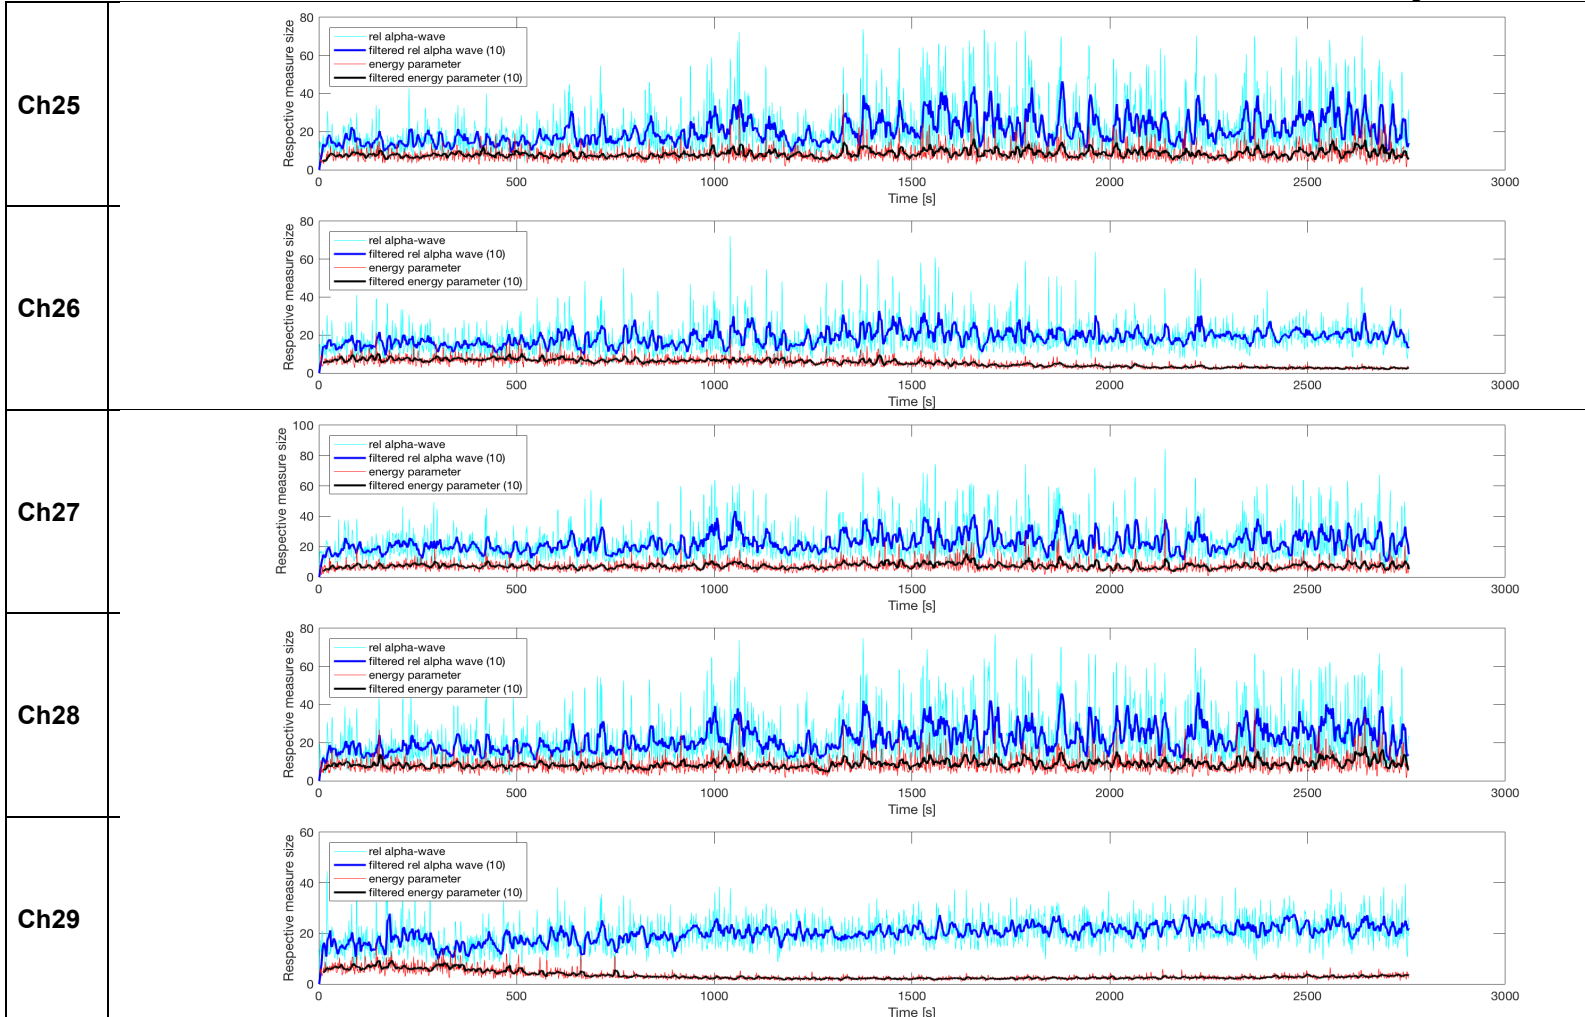 Ch25
Respective measure size
80
60
40
20
0
rel alpha-wave
filtered rel alpha wave (10)
energy parameter
filtered energy parameter (10)
0 500 1000 1500 2000 2500 3000
Time [s]
Ch26
Respective measure size
80
60
40
20
0
rel alpha-wave
filtered rel alpha wave (10)
energy parameter
filtered energy parameter (10)
0 500 1000 1500 2000 2500 3000
Time [s]
Ch27
Respective measure size
100
80
60
40
20
0
rel alpha-wave
filtered rel alpha wave (10)
energy parameter
filtered energy parameter (10)
0 500 1000 1500 2000 2500 3000
Time [s]
Ch28
Respective measure size
80
60
40
20
0
rel alpha-wave
filtered rel alpha wave (10)
energy parameter
filtered energy parameter (10)
0 500 1000 1500 2000 2500 3000
Time [s]
Ch29
Respective measure size
60
40
20
0
rel alpha-wave
filtered rel alpha wave (10)
energy parameter
filtered energy parameter (10)
0 500 1000 1500 2000 2500 3000
Time [s]